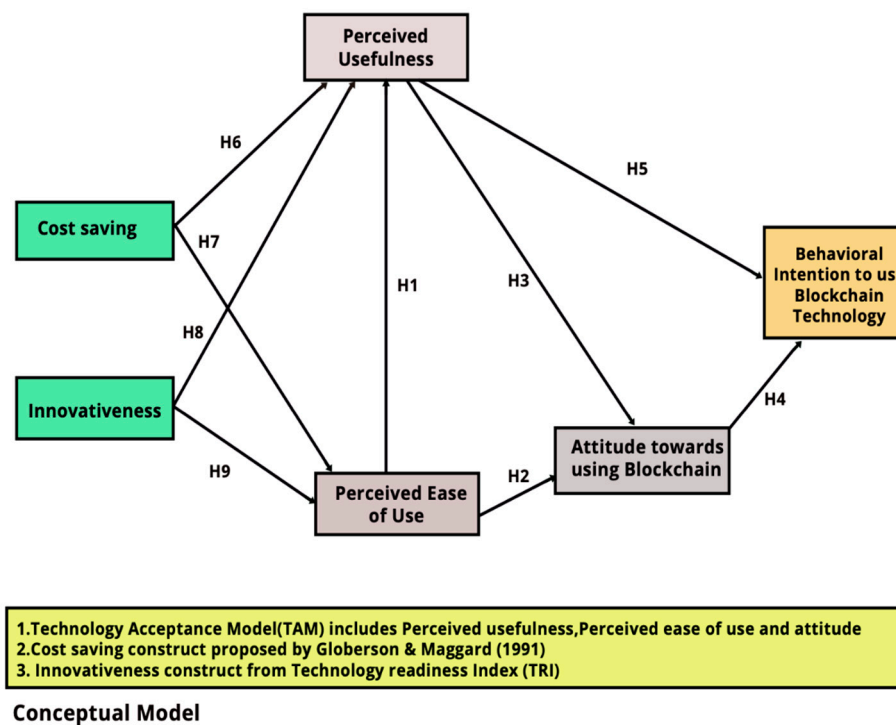 Perceived
Usefulness
H6
H5
Cost saving
H7
Behavioral
Intention to us
Blockchain
Technology
H1
H3
H8
Innovativeness
H4
Attitude towards
using Blockchain
H9
H2
Perceived Ease
of Use
1.Technology Acceptance Model(TAM) includes Perceived usefulness,Perceived ease of use and attitude
2.Cost saving construct proposed by Globerson & Maggard (1991)
3. Innovativeness construct from Technology readiness Index (TRI)
Conceptual Model